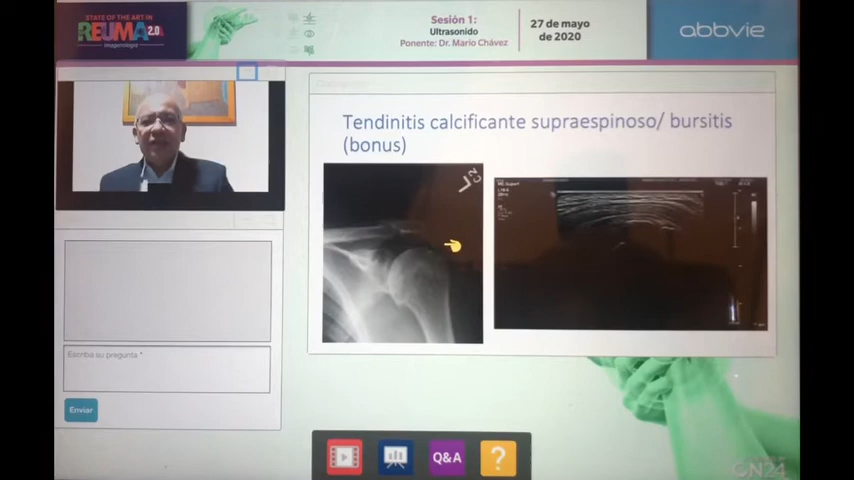 STATE OF THE ART IN
REUMA 2.0
imagenología
Sesión 1:
Ultrasonido
Ponente: Dr. Mario Chávez
27 de mayo
de 2020
abbvie
Tendinitis calcificante supraespinoso/ bursitis
(bonus)
Escriba su pregunta *
Enviar
Q&A
?
ON24